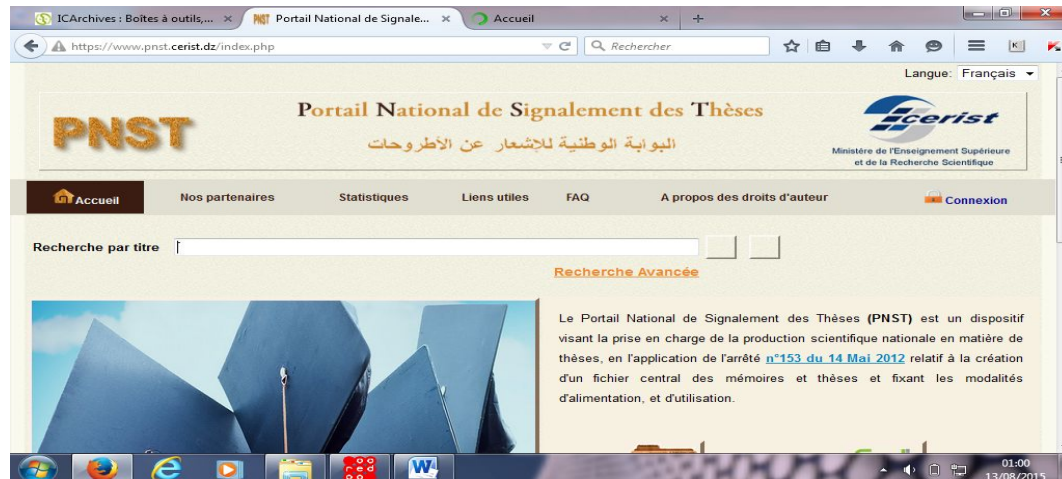 ICArchives : Boîtes à outils,...
PNST Portail National de Signale...
Accueil
https://www.pnst.cerist.dz/index.php
Rechercher
Langue: Français
PNST
Portail National de Signalement des Thèses
البوابة الوطنية للإشعار عن الأطروحات
cerist
Ministère de l'Enseignement Supérieure
et de la Recherche Scientifique
Accueil Nos partenaires Statistiques Liens utiles FAQ A propos des droits d'auteur Connexion
Recherche par titre
Recherche Avancée
Le Portail National de Signalement des Thèses (PNST) est un dispositif
visant la prise en charge de la production scientifique nationale en matière de
thèses, en l'application de l'arrêté n°153 du 14 Mai 2012 relatif à la création
d'un fichier central des mémoires et thèses et fixant les modalités
d'alimentation, et d'utilisation.
01:00
13/08/2015